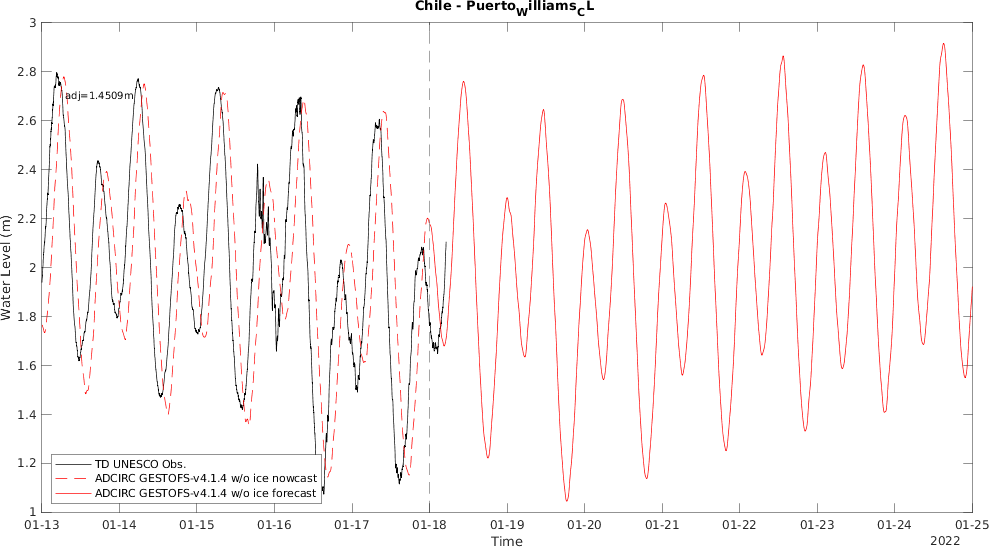 Chile - PuertoWilliamsCL
3
2.8
adj=1.4509m
2.6
2.4
2.2
2
1.8
1.6
1.4
1.2
1
Water Level (m)
TD UNESCO Obs.
ADCIRC GESTOFS-v4.1.4 w/o ice nowcast
ADCIRC GESTOFS-v4.1.4 w/o ice forecast
01-13 01-14 01-15 01-16 01-17 01-18 01-19 01-20 01-21 01-22 01-23 01-24 01-25
Time
2022